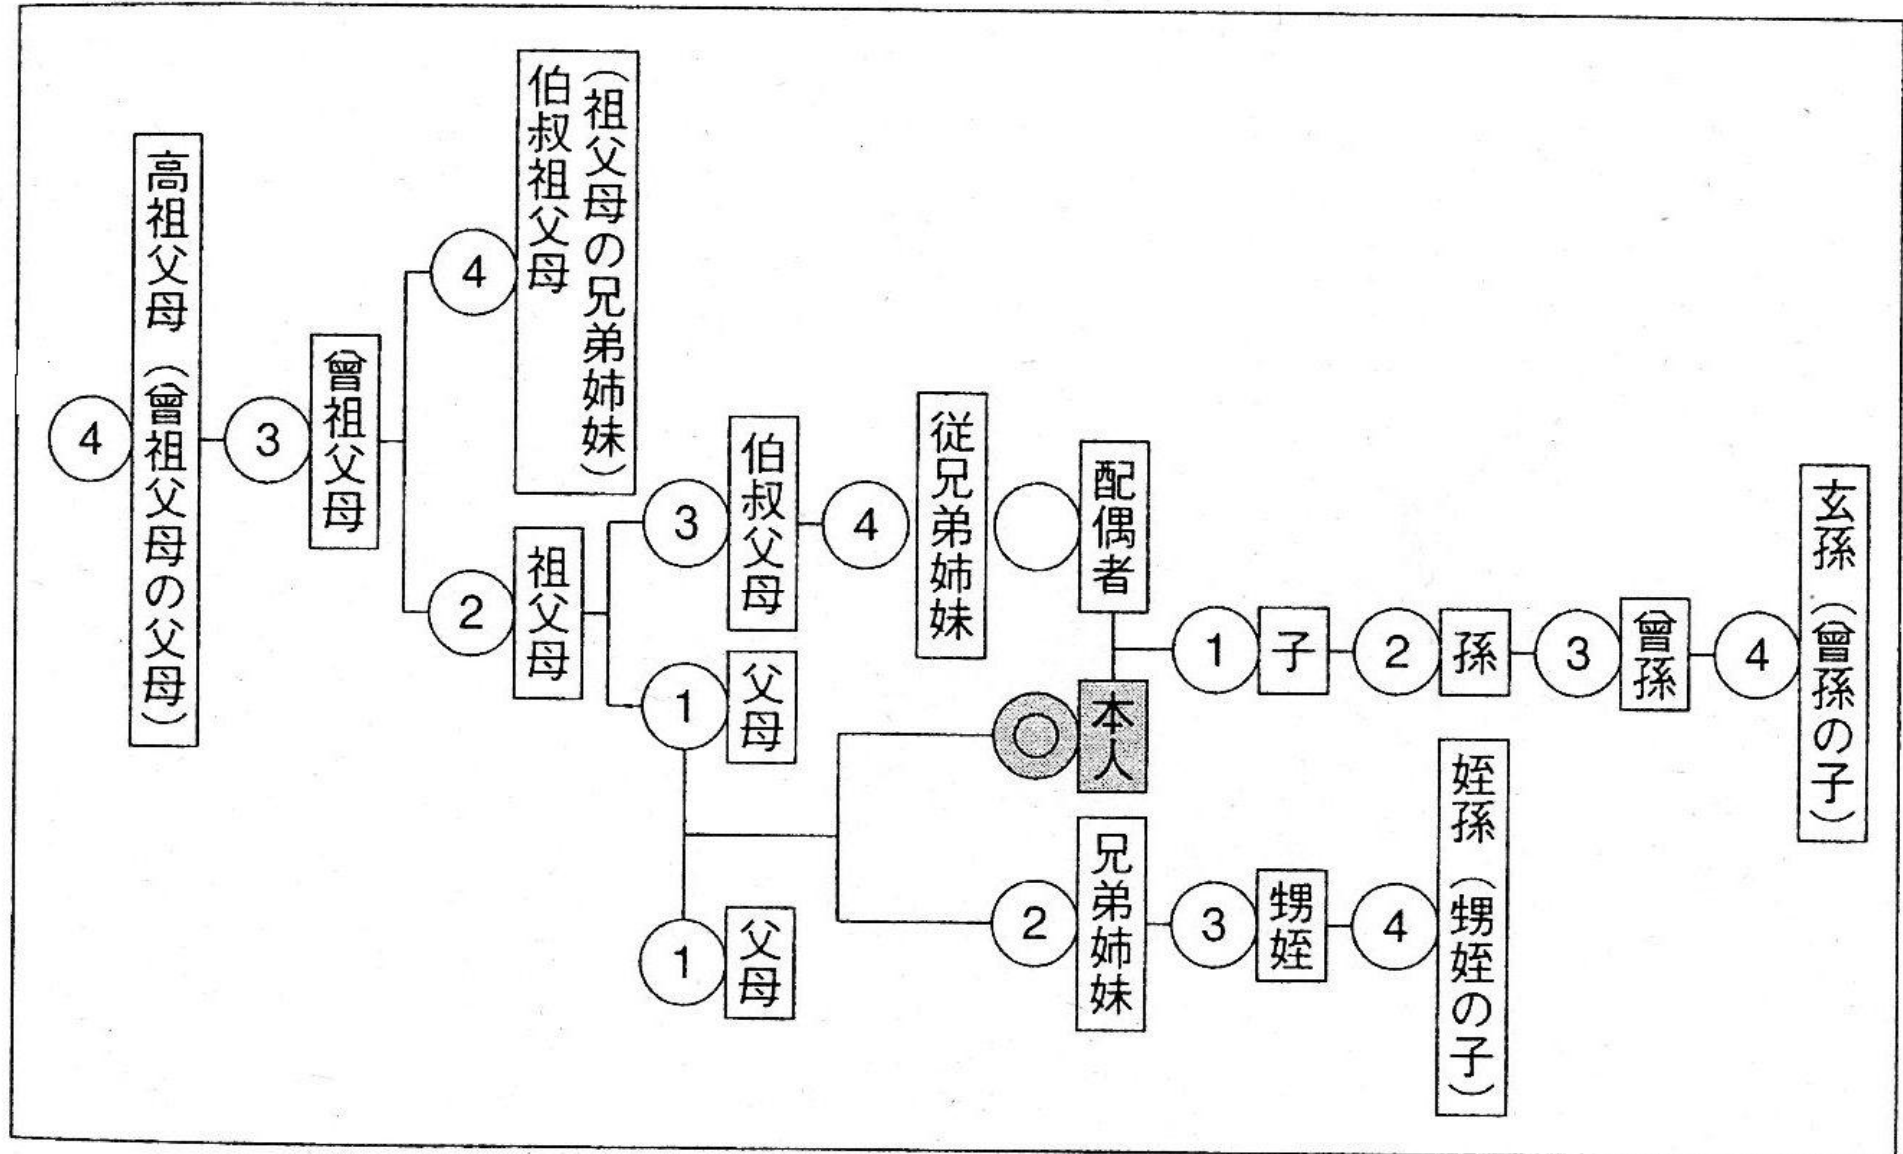 4
高祖父母（曾祖父母の父母）
3
曾祖父母
4
（祖父母の兄弟姉妹）
伯叔祖父母
2
祖父母
3
伯叔父母
4
従兄弟姉妹
配偶者
1
父母
1
父母
本人
1
子
2
孫
3
曾孫
4
玄孫（曾孫の子）
2
兄弟姉妹
3
甥姪
4
姪孫（甥姪の子）